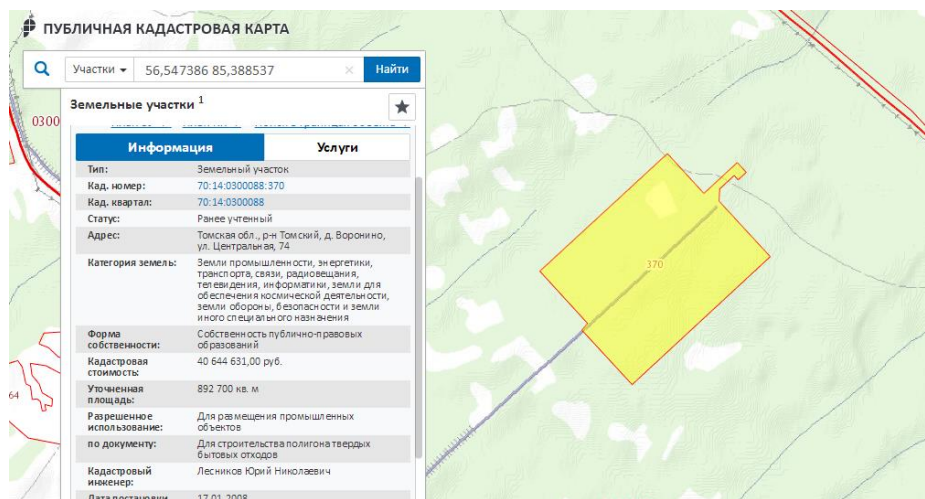 ПУБЛИЧНАЯ КАДАСТРОВАЯ КАРТА
Участки
56,547386 85,388537
×
Найти
Земельные участки 1
0300
Информация
Услуги
Тип: Земельный участок
Кад. номер: 70:14:0300088:370
Кад. квартал: 70:14:0300088
Статус: Ранее учтенный
Адрес: Томская обл., р-н Томский, д. Воронино,
ул. Центральная, 74
Категория земель: Земли промышленности, энергетики,
транспорта, связи, радиовещания,
телевидения, информатики, земли для
обеспечения космической деятельности,
земли обороны, безопасности и земли
иного специального назначения
Форма Собственность публично-правовых
собственности: образований
Кадастровая 40 644 631,00 руб.
стоимость:
Уточненная 892 700 кв. м
площадь:
Разрешенное Для размещения промышленных
использование: объектов
по документу: Для строительства полигона твердых
бытовых отходов
Кадастровый Лесников Юрий Николаевич
инженер:
Дата постановки 17.01.2008
370
64